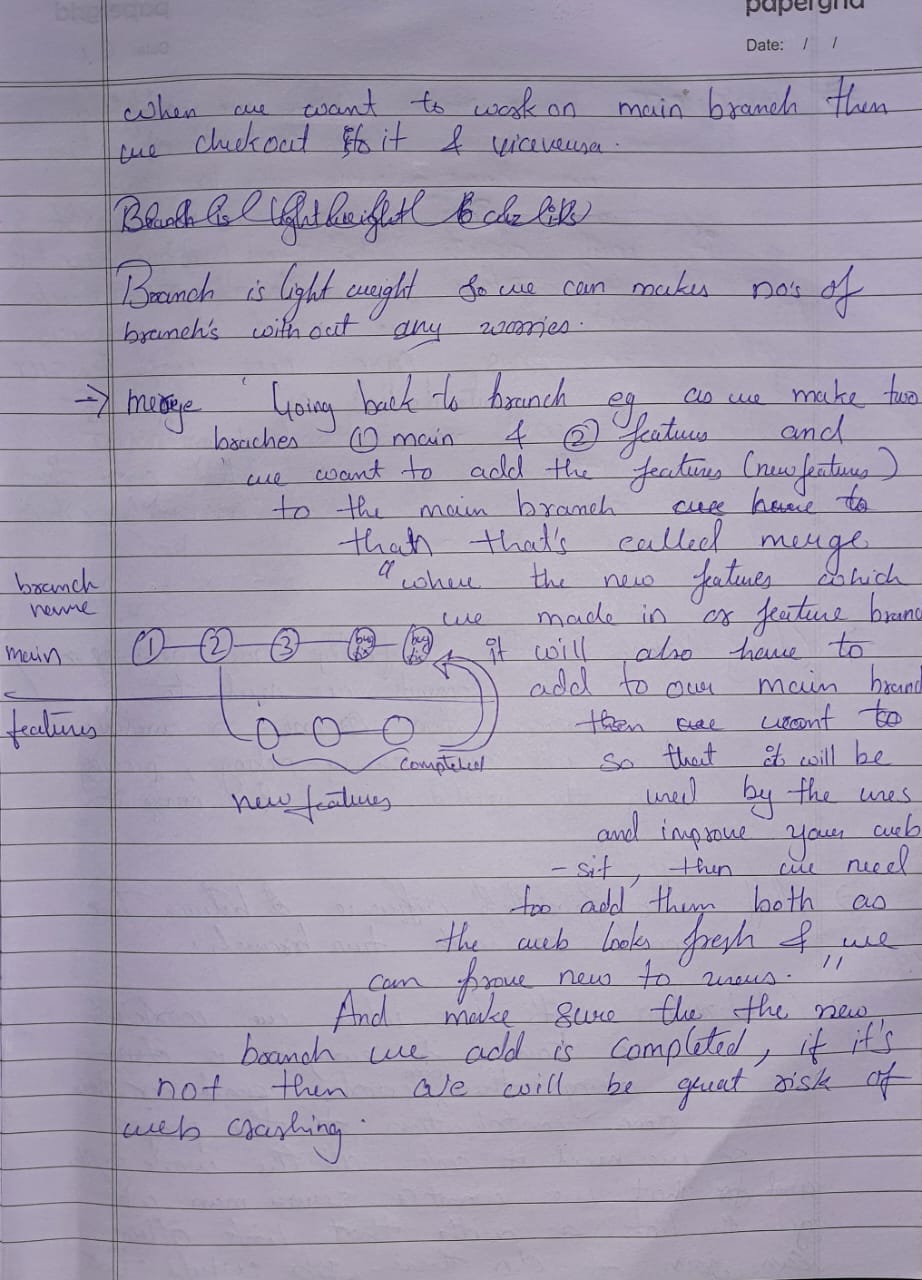 papergrid
Date: / /
when we want to work on main branch then
we checkout to it & viceversa.
Branch is light weight
Branch is light weight so we can makes no's of
branch's without any worries.
→ merge Going back to branch eg as we make two
braches ① main & ② featurs and
we want to add the features (new featurs)
to the main branch we have to
that's called merge
"where the new features which
branch
name
we made in or feature branc
main ① ② ③ bug fix bug fix it will also have to
add to our main branc
features then we want to
so that it will be
completed
new features used by the
and improve your web
-sit, then we need
too add them both as
the web looks fresh & we
can prove new to users."
And make sure the the new
branch we add is completed, if it's
not then we will be great risk of
web crashing.